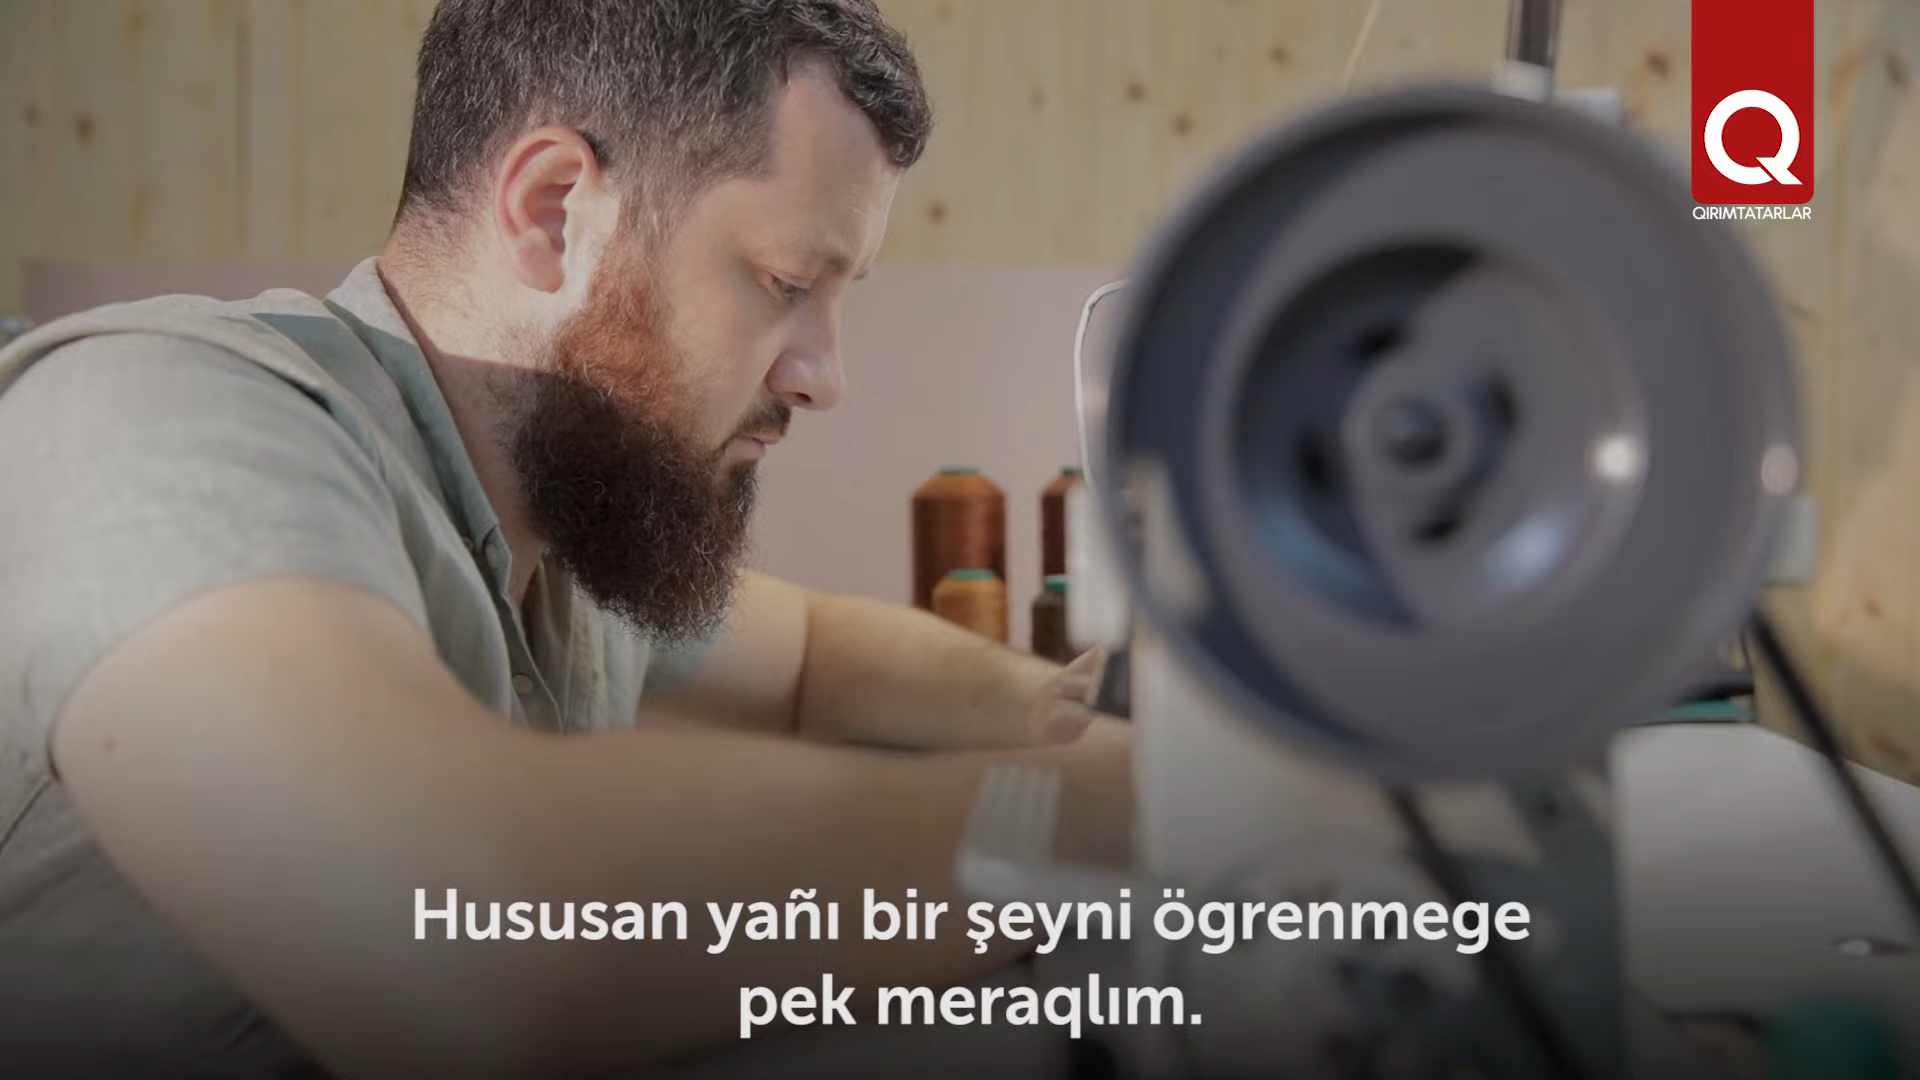 Q
QIRIMTATARLAR
Hususan yañı bir şeyni ögrenmege
pek meraqlım.